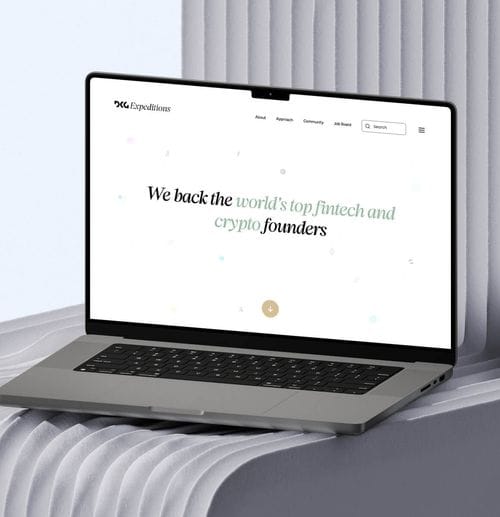 DCG Expeditions
About Approach Community Job Board Search
We back the world's top fintech and
crypto founders